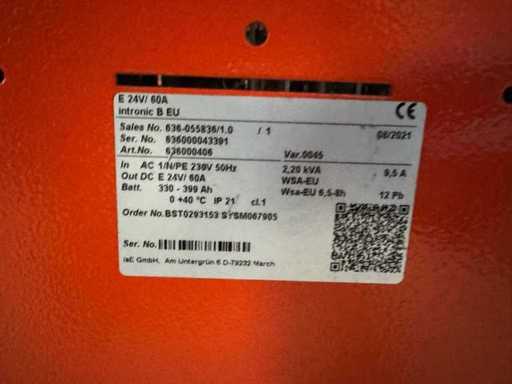 E 24V/ 60A
intronic B EU
CE
Sales No. 636-055836/1.0 / 1
06/2021
Ser. No. 636000043391
Art.No. 636000406
Var.0045
In AC 1/N/PE 230V 50Hz 2,20 kVA 9,5 A
Out DC E 24V/ 60A WSA-EU
Batt. 330 - 399 Ah Wsa-EU 6,5-8h 12 Pb
0 +40 °C IP 21 cl.1
Order No.BST0293153 SYSM067905
Ser. No.
GmbH, Am Untergrün 6 D-79232 March